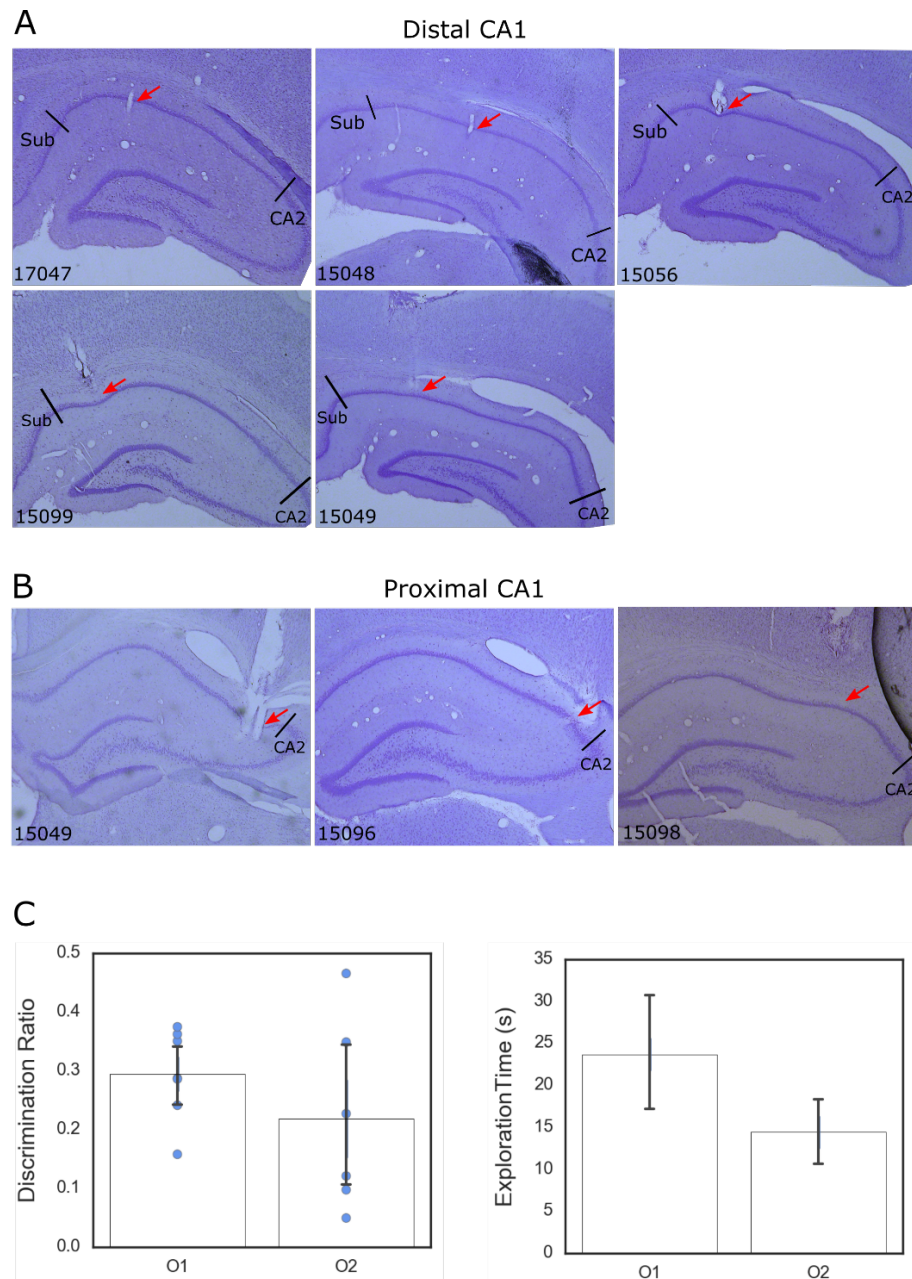 A
Distal CA1
Sub
CA2
17047
Sub
CA2
15048
Sub
CA2
15056
Sub
CA2
15099
Sub
CA2
15049
B
Proximal CA1
CA2
15049
CA2
15096
CA2
15098
C
Discrimination Ratio
0.5
0.4
0.3
0.2
0.1
0.0
O1 O2
ExplorationTime (s)
35
30
25
20
15
10
5
0
O1 O2